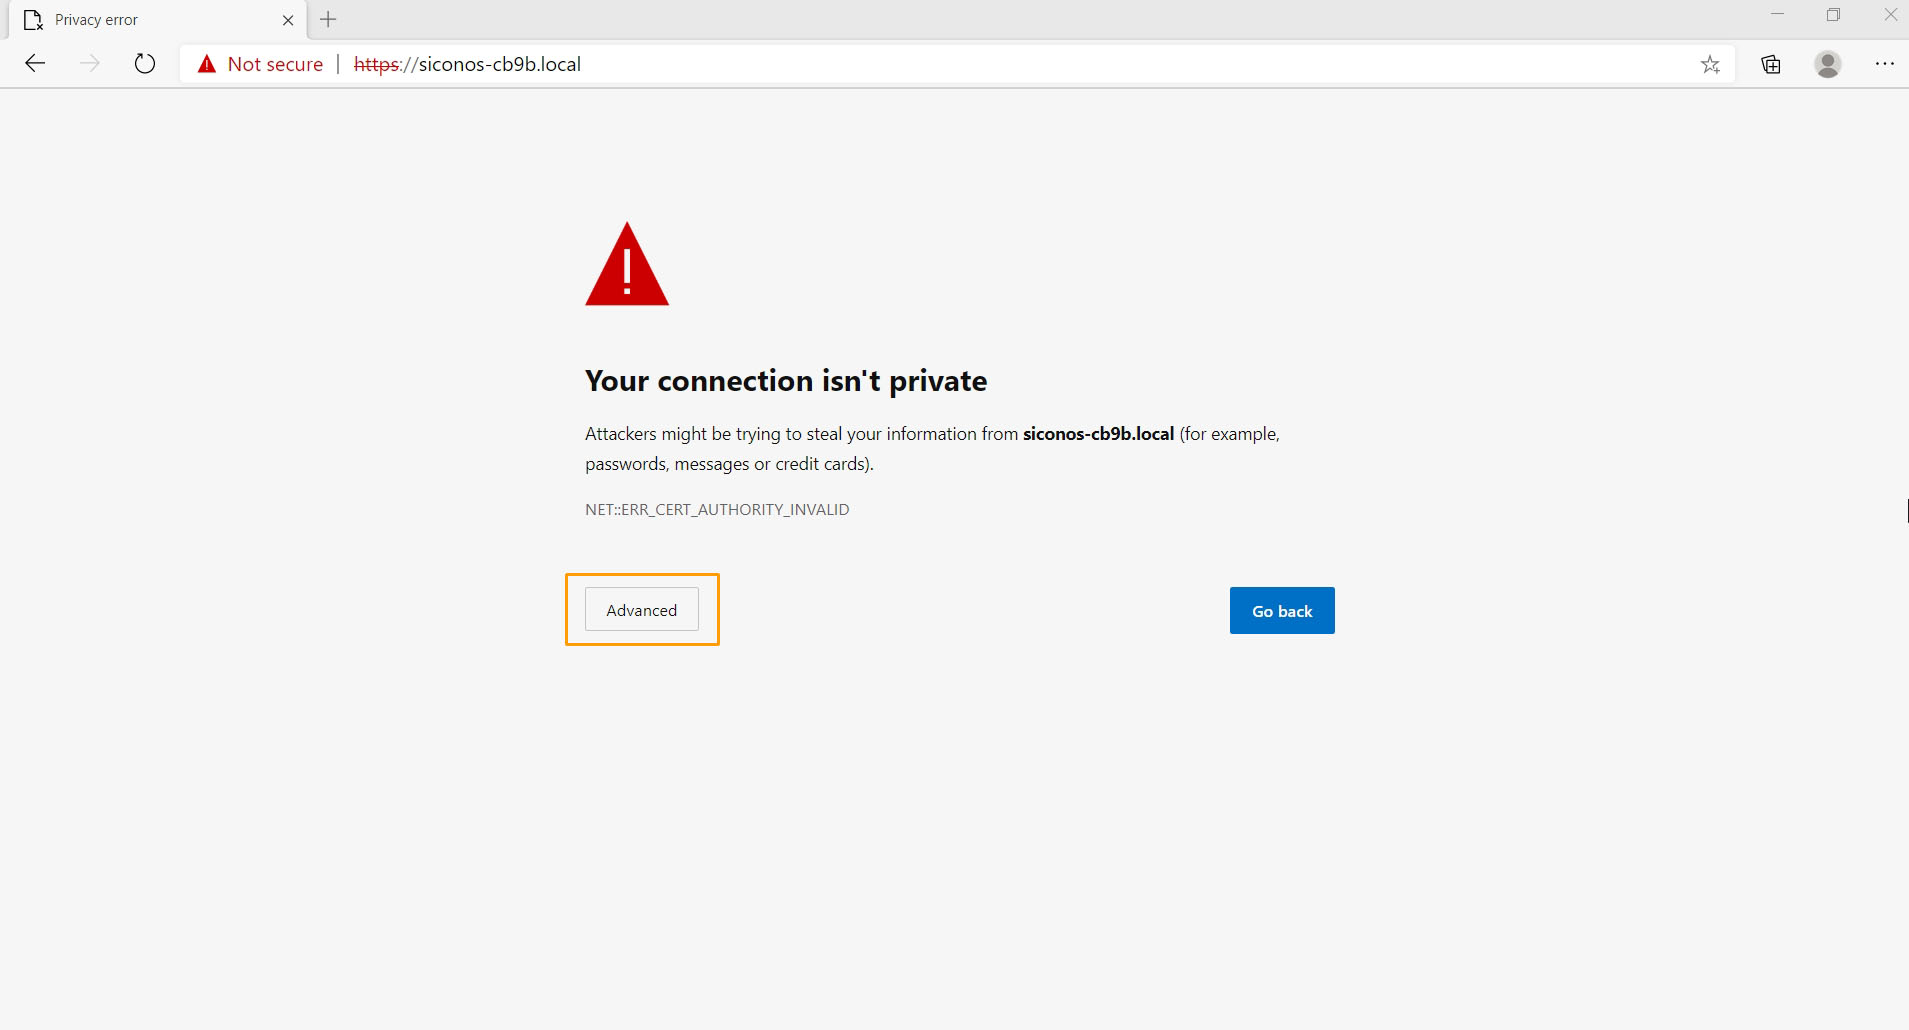 Privacy error
Not secure | https://siconos-cb9b.local
Your connection isn't private
Attackers might be trying to steal your information from siconos-cb9b.local (for example,
passwords, messages or credit cards).
NET::ERR_CERT_AUTHORITY_INVALID
Advanced
Go back